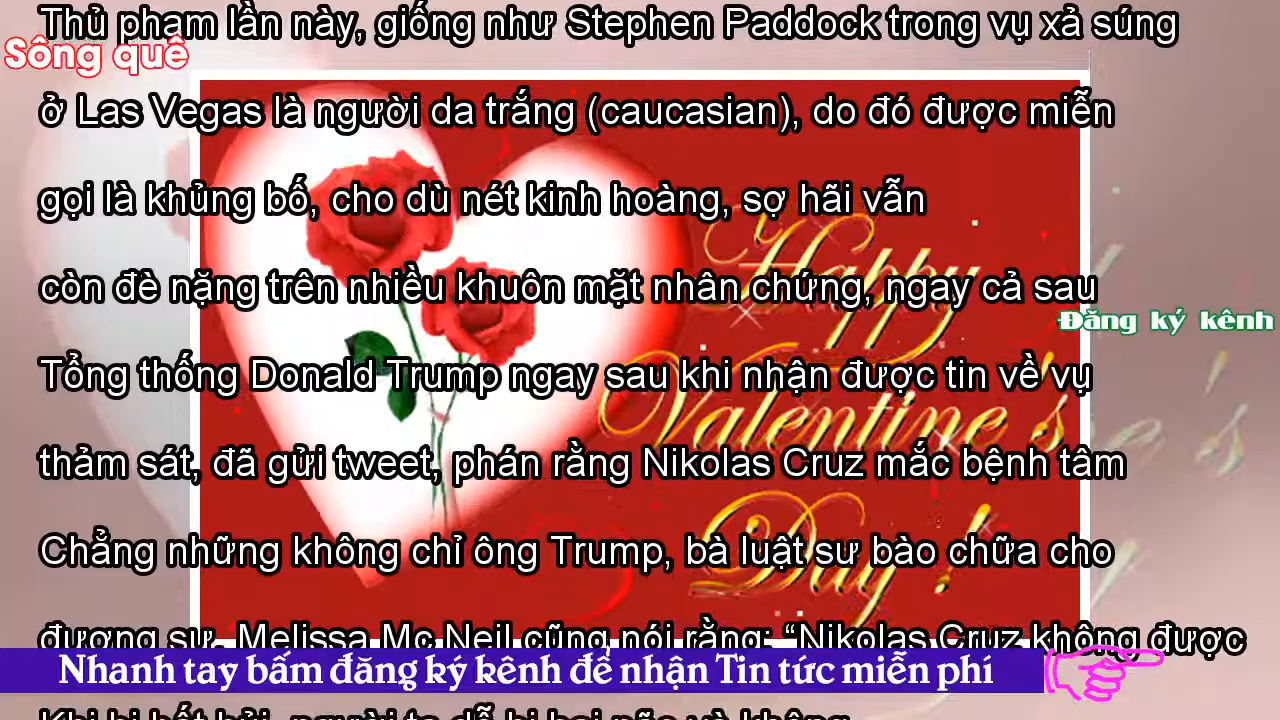 Thủ phạm lần này, giống như Stephen Paddock trong vụ xả súng
Sông quê
ở Las Vegas là người da trắng (caucasian), do đó được miễn
gọi là khủng bố, cho dù nét kinh hoàng, sợ hãi vẫn
Happy
còn đè nặng trên nhiều khuôn mặt nhân chứng, ngay cả sau
Đăng ký kênh
Tổng thống Donald Trump ngay sau khi nhận được tin về vụ
Valentine's
thảm sát, đã gửi tweet, phán rằng Nikolas Cruz mắc bệnh tâm
Day !
Chẳng những không chỉ ông Trump, bà luật sư bào chữa cho
đương sự, Melissa Mc Neil cũng nói rằng: “Nikolas Cruz không được
Nhanh tay bấm đăng ký kênh để nhận Tin tức miễn phí